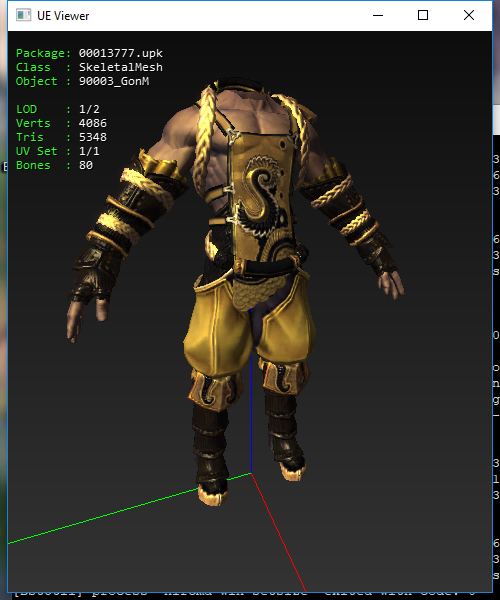 UE Viewer
Package: 00013777.upk
Class : SkeletalMesh
Object : 90003_GonM
LOD : 1/2
Verts : 4086
Tris : 5348
UV Set : 1/1
Bones : 80